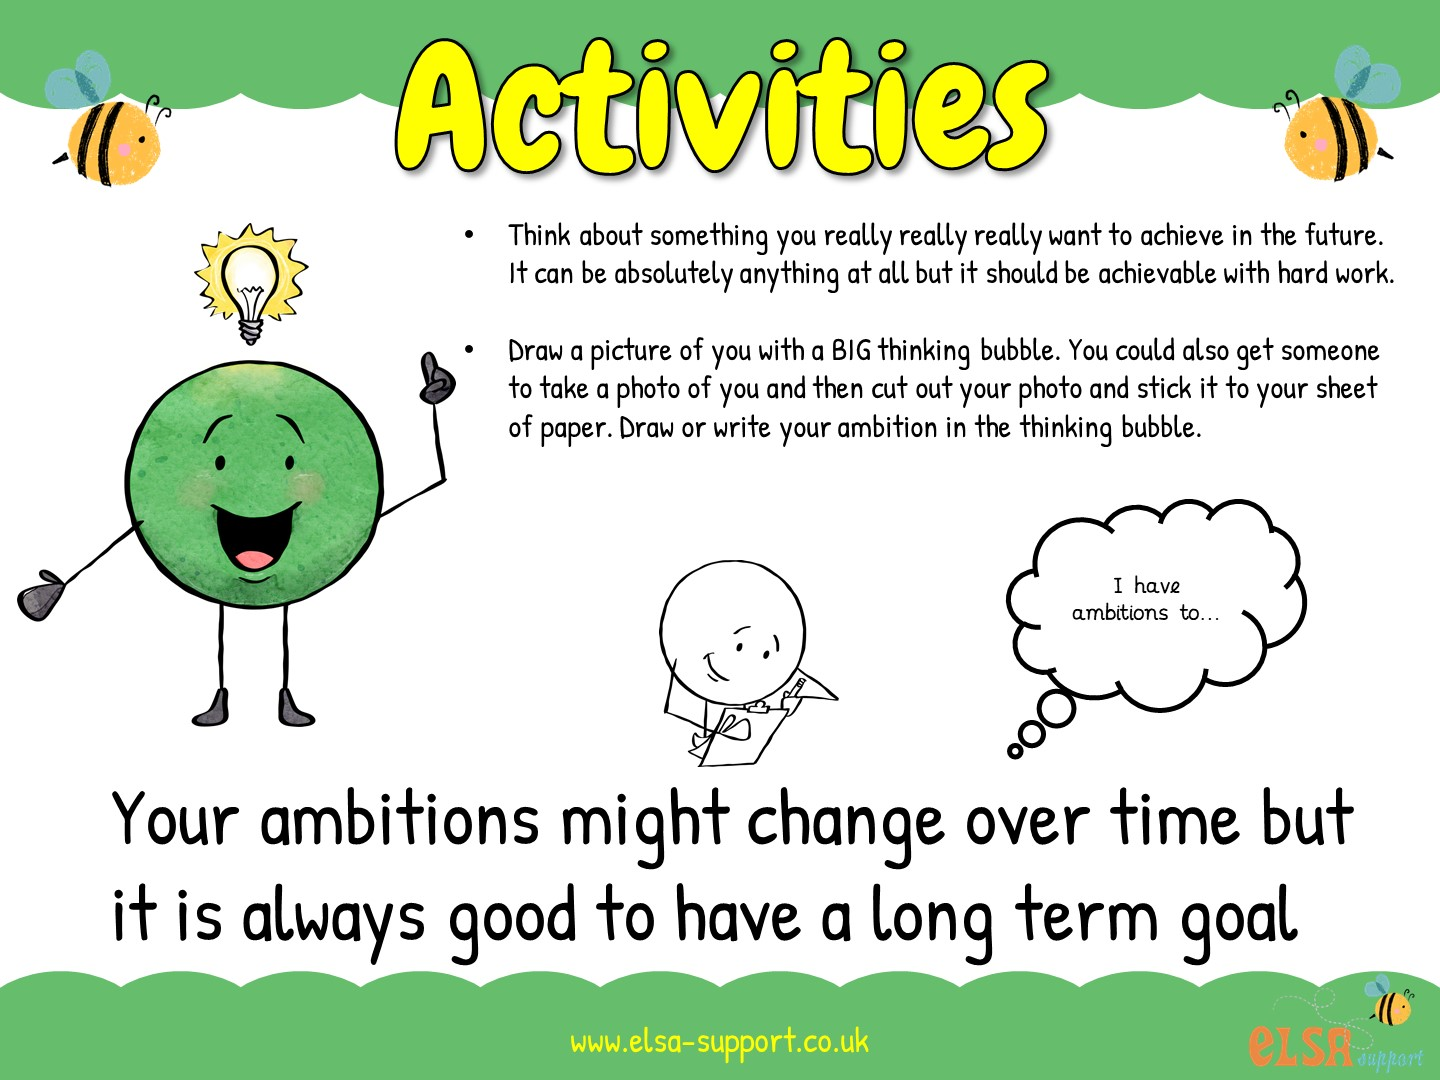 Activities
• Think about something you really really really want to achieve in the future.
It can be absolutely anything at all but it should be achievable with hard work.
• Draw a picture of you with a BIG thinking bubble. You could also get someone
to take a photo of you and then cut out your photo and stick it to your sheet
of paper. Draw or write your ambition in the thinking bubble.
I have
ambitions to...
Your ambitions might change over time but
it is always good to have a long term goal
www.elsa-support.co.uk
ELSA support